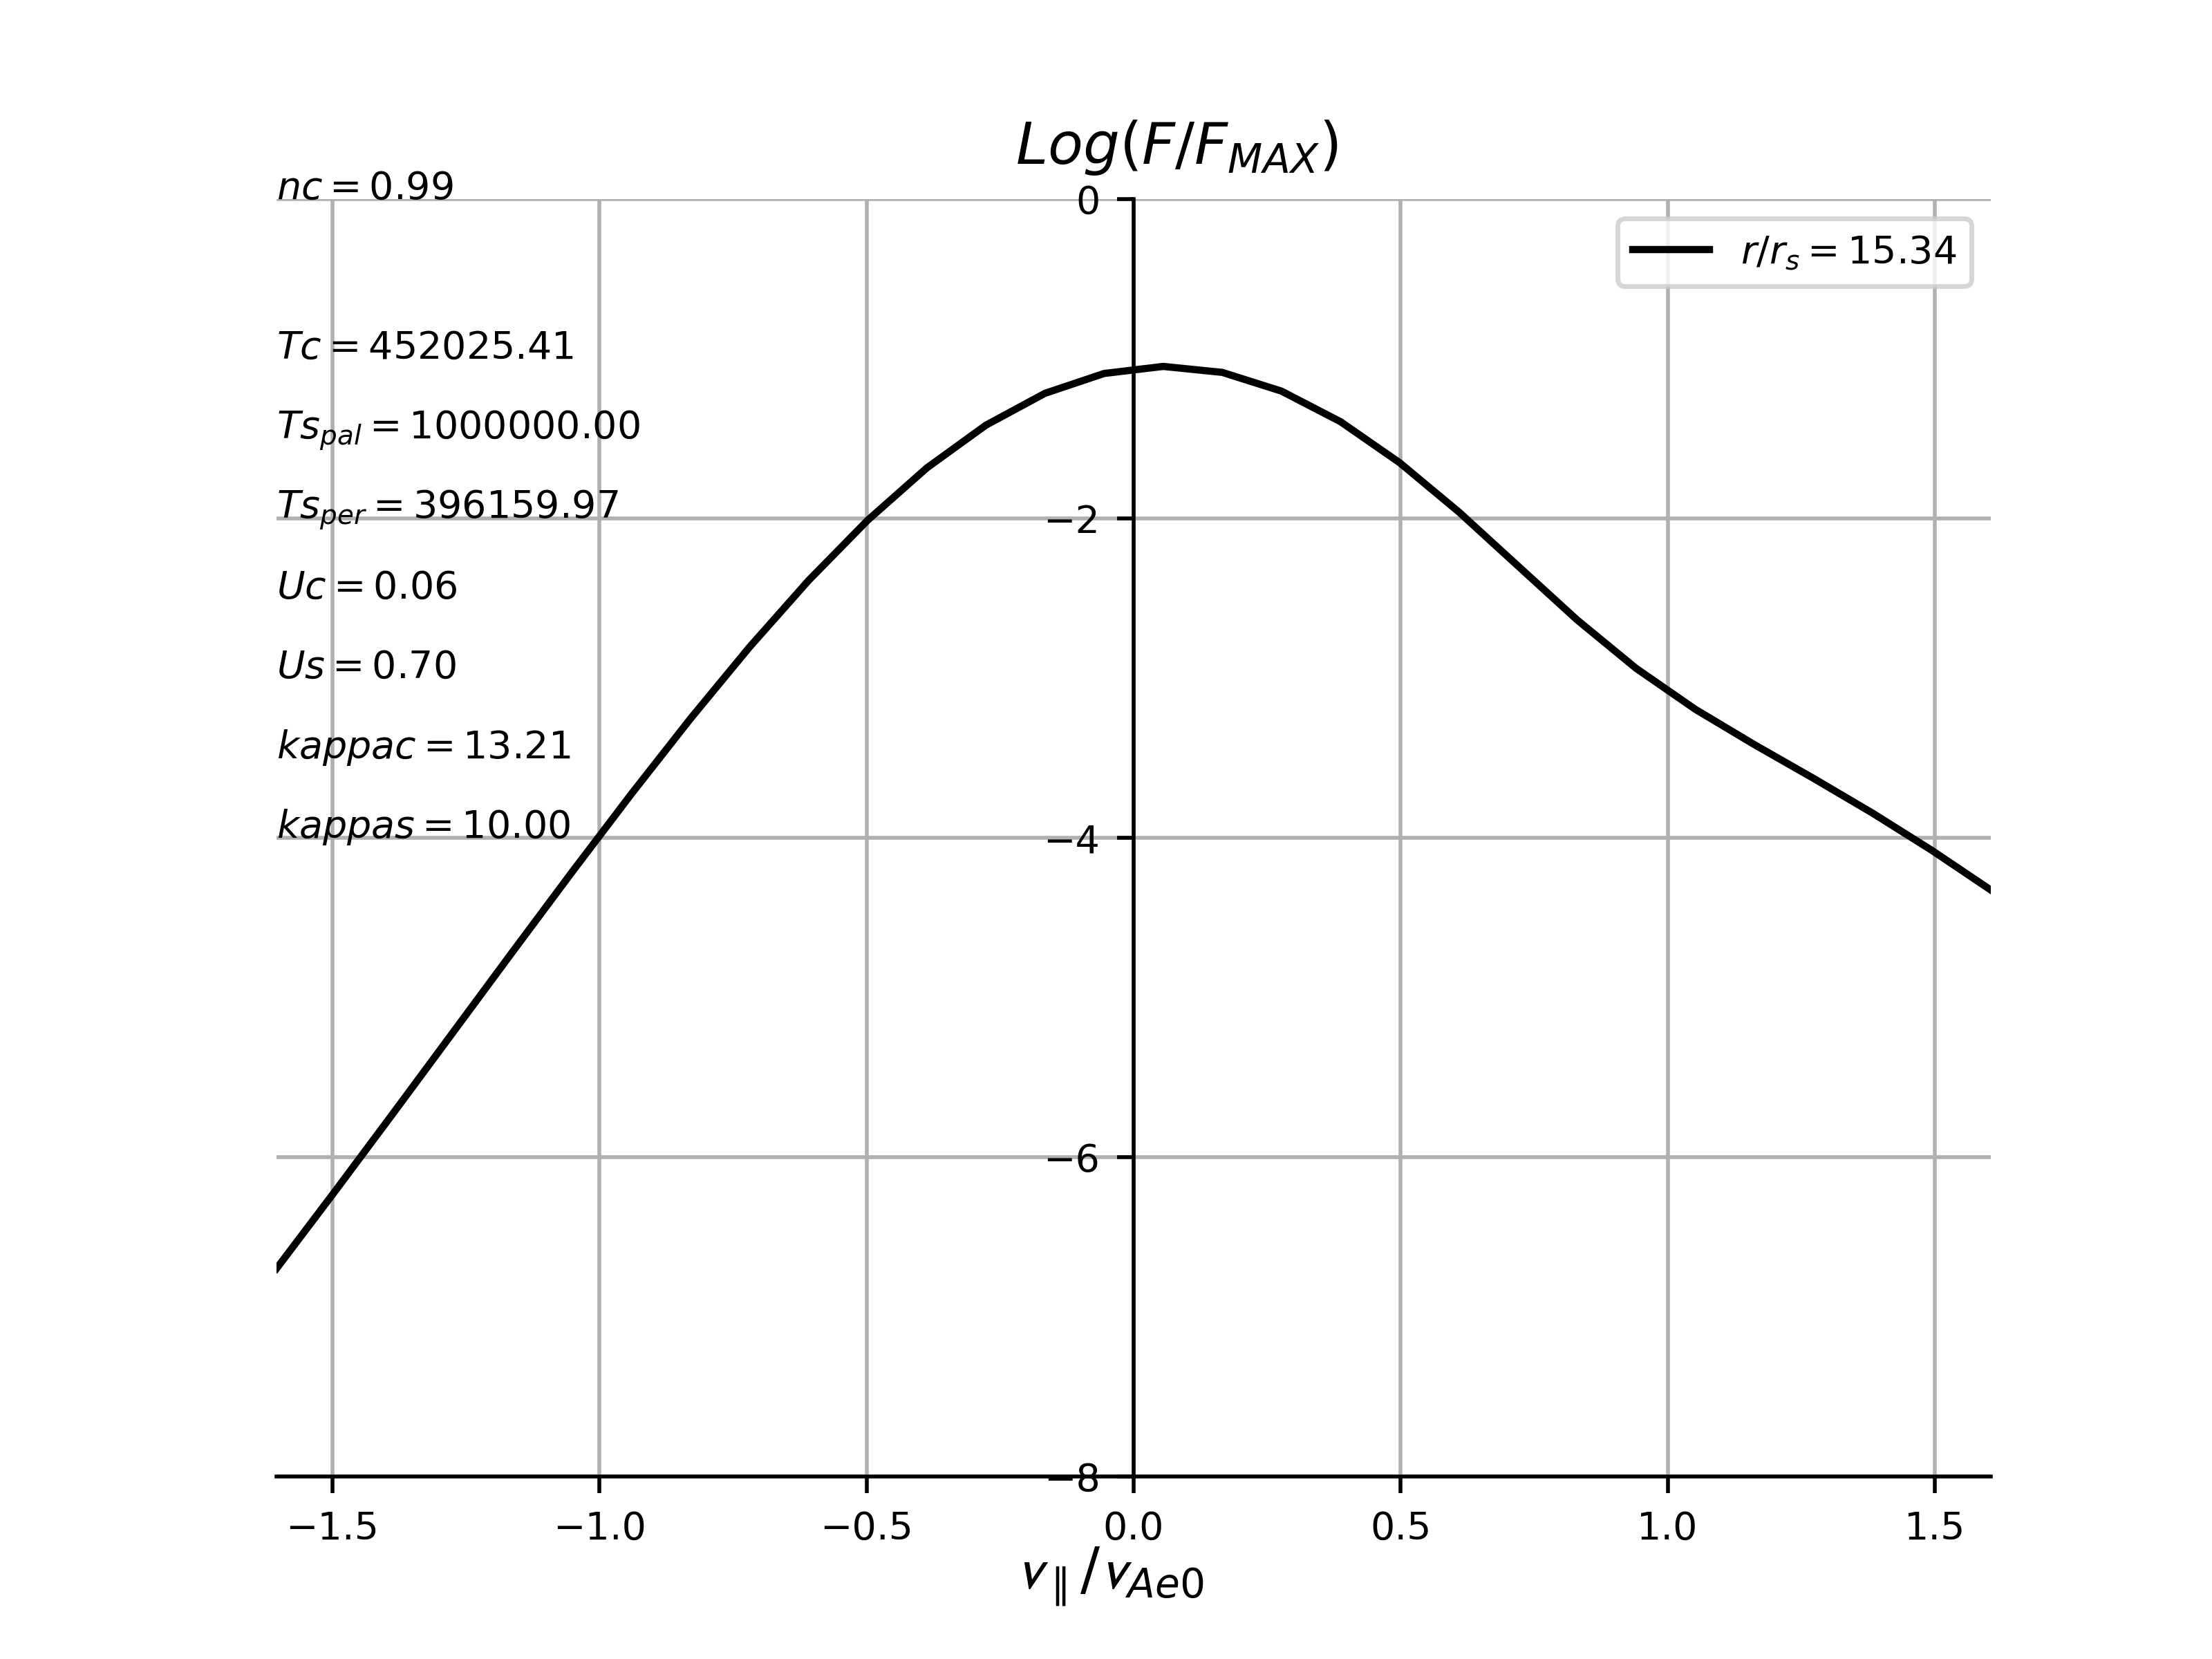 Log(F/F_MAX)
nc = 0.99
0
r/r_s = 15.34
Tc = 452025.41
Ts_pal = 1000000.00
Ts_per = 396159.97
−2
Uc = 0.06
Us = 0.70
kappac = 13.21
kappas = 10.00
−4
−6
−8
−1.5 −1.0 −0.5 0.0 0.5 1.0 1.5
v_∥/v_Ae0